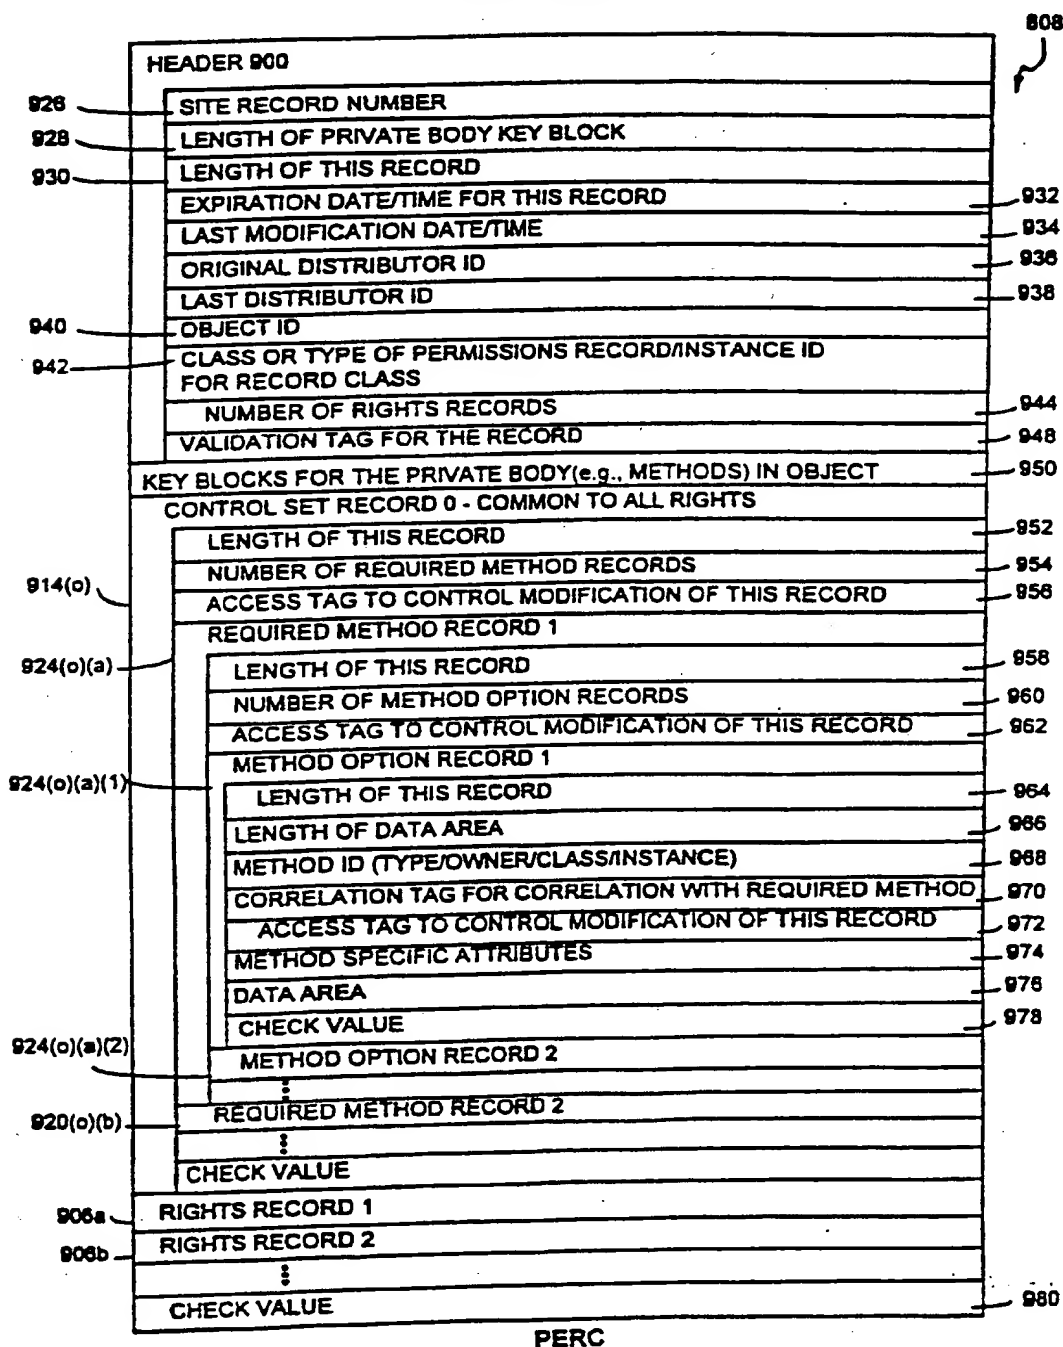 808
HEADER 900
926 SITE RECORD NUMBER
928 LENGTH OF PRIVATE BODY KEY BLOCK
930 LENGTH OF THIS RECORD
EXPIRATION DATE/TIME FOR THIS RECORD 932
LAST MODIFICATION DATE/TIME 934
ORIGINAL DISTRIBUTOR ID 936
LAST DISTRIBUTOR ID 938
940 OBJECT ID
942 CLASS OR TYPE OF PERMISSIONS RECORD/INSTANCE ID
FOR RECORD CLASS
NUMBER OF RIGHTS RECORDS 944
VALIDATION TAG FOR THE RECORD 948
KEY BLOCKS FOR THE PRIVATE BODY(e.g., METHODS) IN OBJECT 950
CONTROL SET RECORD 0 - COMMON TO ALL RIGHTS
LENGTH OF THIS RECORD 952
NUMBER OF REQUIRED METHOD RECORDS 954
914(o) ACCESS TAG TO CONTROL MODIFICATION OF THIS RECORD 956
REQUIRED METHOD RECORD 1
924(o)(a) LENGTH OF THIS RECORD 958
NUMBER OF METHOD OPTION RECORDS 960
ACCESS TAG TO CONTROL MODIFICATION OF THIS RECORD 962
METHOD OPTION RECORD 1
924(o)(a)(1) LENGTH OF THIS RECORD 964
LENGTH OF DATA AREA 966
METHOD ID (TYPE/OWNER/CLASS/INSTANCE) 968
CORRELATION TAG FOR CORRELATION WITH REQUIRED METHOD 970
ACCESS TAG TO CONTROL MODIFICATION OF THIS RECORD 972
METHOD SPECIFIC ATTRIBUTES 974
DATA AREA 976
CHECK VALUE 978
924(o)(a)(2) METHOD OPTION RECORD 2
REQUIRED METHOD RECORD 2
920(o)(b)
CHECK VALUE
906a RIGHTS RECORD 1
906b RIGHTS RECORD 2
CHECK VALUE 980
PERC